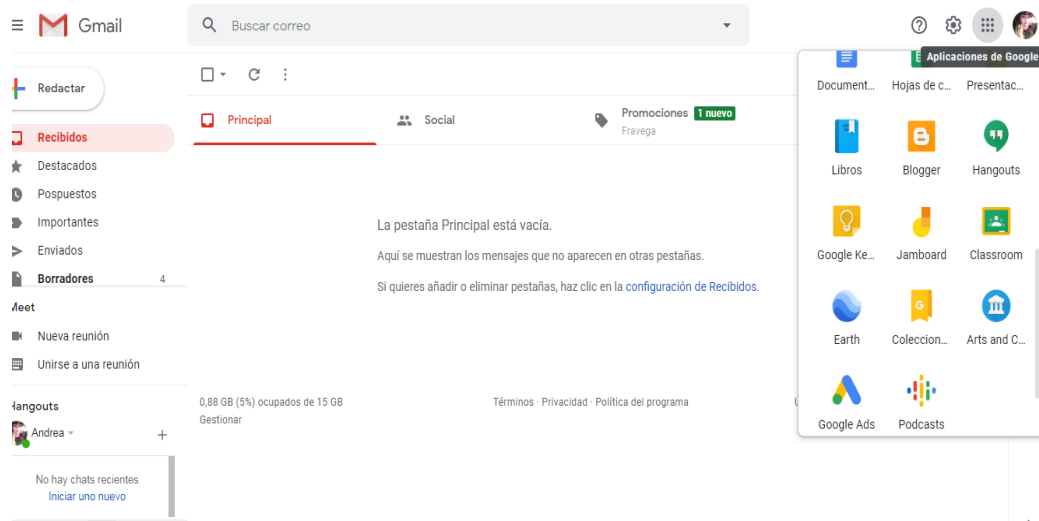 Gmail
Buscar correo
Aplicaciones de Google
Redactar
Recibidos
Destacados
Pospuestos
Importantes
Enviados
Borradores 4
Meet
Nueva reunión
Unirse a una reunión
Hangouts
Andrea
No hay chats recientes
Iniciar uno nuevo
Principal
Social
Promociones 1 nuevo
Fravega
La pestaña Principal está vacía.
Aquí se muestran los mensajes que no aparecen en otras pestañas.
Si quieres añadir o eliminar pestañas, haz clic en la configuración de Recibidos.
0,88 GB (5%) ocupados de 15 GB
Gestionar
Términos · Privacidad · Política del programa
Document... Hojas de c... Presentac...
Libros Blogger Hangouts
Google Ke... Jamboard Classroom
Earth Coleccion... Arts and C...
Google Ads Podcasts